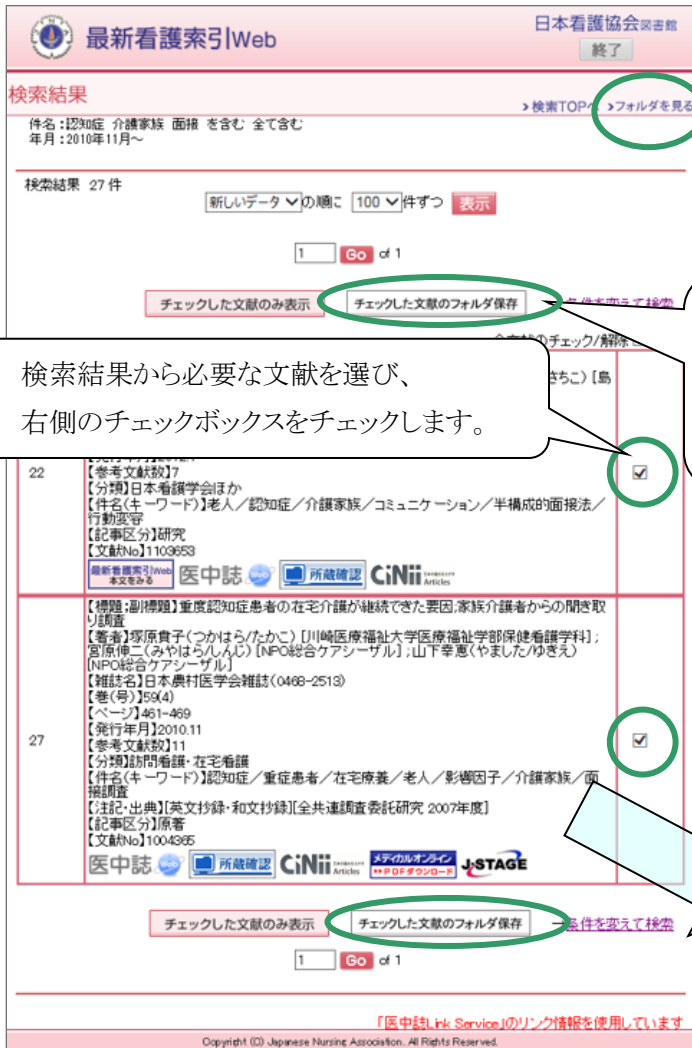 最新看護索引Web
日本看護協会図書館
終了
検索結果
>検索TOPへ >フォルダを見る
件名:認知症 介護家族 面接 を含む 全て含む
年月:2010年11月~
検索結果 27 件
新しいデータ の順に 100 件ずつ 表示
1 Go of 1
チェックした文献のみ表示 チェックした文献のフォルダ保存 条件を変えて検索
のチェック/解除
さちこ) [島
検索結果から必要な文献を選び、
右側のチェックボックスをチェックします。
22
【参考文献数】7
【分類】日本看護学会ほか
【件名(キーワード)】老人/認知症/介護家族/コミュニケーション/半構成的面接法/
行動変容
【記事区分】研究
【文献No】1103653
最新看護索引Web 本文をみる 医中誌 Web 所蔵確認 CiNii Articles
27
【標題;副標題】重度認知症患者の在宅介護が継続できた要因;家族介護者からの聞き取
り調査
【著者】塚原貴子(つかはら/たかこ) [川崎医療福祉大学医療福祉学部保健看護学科] ;
宮原伸二(みやはら/しんじ) [NPO総合ケアシーザル] ;山下幸恵(やました/ゆきえ)
[NPO総合ケアシーザル]
【雑誌名】日本農村医学会雑誌(0468-2513)
【巻(号)】59(4)
【ページ】461-469
【発行年月】2010.11
【参考文献数】11
【分類】訪問看護・在宅看護
【件名(キーワード)】認知症/重症患者/在宅療養/老人/影響因子/介護家族/面
接調査
【注記・出典】[英文抄録・和文抄録][全共連調査委託研究 2007年度]
【記事区分】原著
【文献No】1004365
医中誌 Web 所蔵確認 CiNii Articles メディカルオンライン PDFダウンロード J-STAGE
チェックした文献のみ表示 チェックした文献のフォルダ保存 →条件を変えて検索
1 Go of 1
「医中誌Link Service」のリンク情報を使用しています
Copyright (C) Japanese Nursing Association. All Rights Reserved.